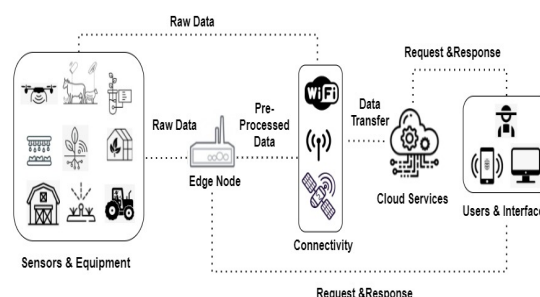 Raw Data
Request &Response
WiFi
Raw Data
Pre-
Processed
Data
Data
Transfer
Edge Node
Cloud Services
Users & Interface
Connectivity
Sensors & Equipment
Request &Response